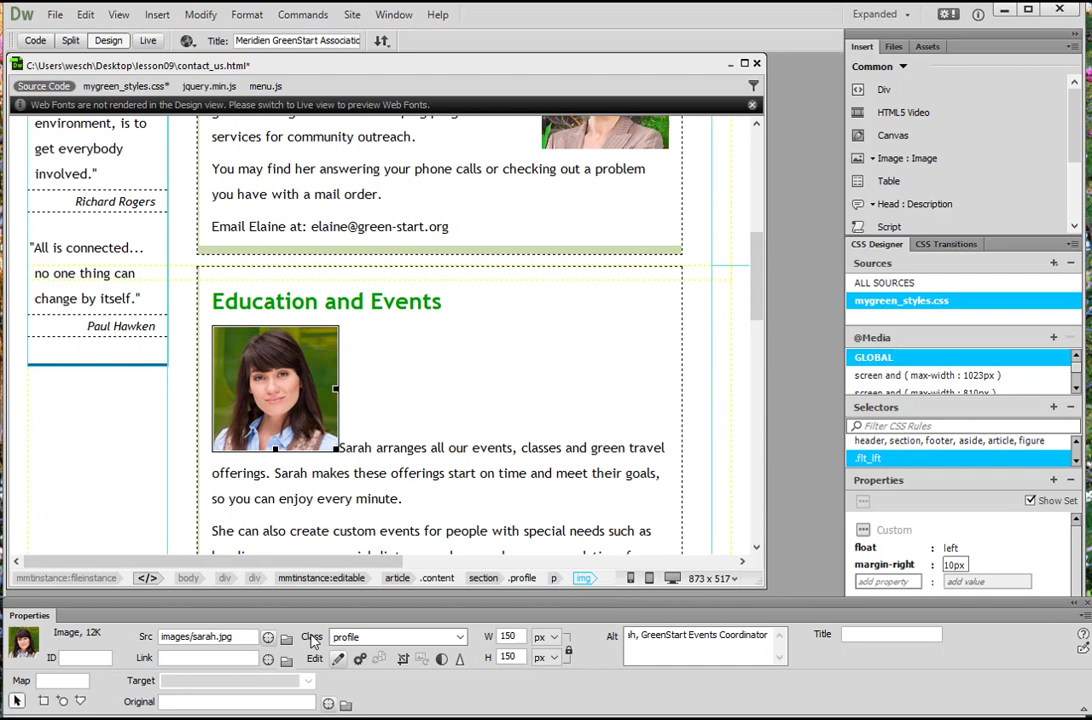 Dw File Edit View Insert Modify Format Commands Site Window Help Expanded
Code Split Design Live Title: Meridien GreenStart Associatic
C:\Users\wesch\Desktop\lesson09\contact_us.html*
Source Code mygreen_styles.css* jquery.min.js menu.js
Web Fonts are not rendered in the Design view. Please switch to Live view to preview Web Fonts.
environment, is to
get everybody
involved."
Richard Rogers
"All is connected...
no one thing can
change by itself."
Paul Hawken
services for community outreach.
You may find her answering your phone calls or checking out a problem
you have with a mail order.
Email Elaine at: elaine@green-start.org
Education and Events
Sarah arranges all our events, classes and green travel
offerings. Sarah makes these offerings start on time and meet their goals,
so you can enjoy every minute.
She can also create custom events for people with special needs such as
mmtinstance:fileinstance </> body div div mmtinstance:editable article .content section .profile p img 873 x 517
Insert Files Assets
Common
Div
HTML5 Video
Canvas
Image : Image
Table
Head : Description
Script
CSS Designer CSS Transitions
Sources
ALL SOURCES
mygreen_styles.css
@Media
GLOBAL
screen and ( max-width : 1023px )
screen and ( max-width : 810px )
Selectors
Filter CSS Rules
header, section, footer, aside, article, figure
.flt_lft
Properties
Show Set
Custom
float : left
margin-right : 10px
add property : add value
Properties
Image, 12K Src images/sarah.jpg Class profile W 150 px Alt sh, GreenStart Events Coordinator Title
ID Link Edit H 150 px
Map Target
Original